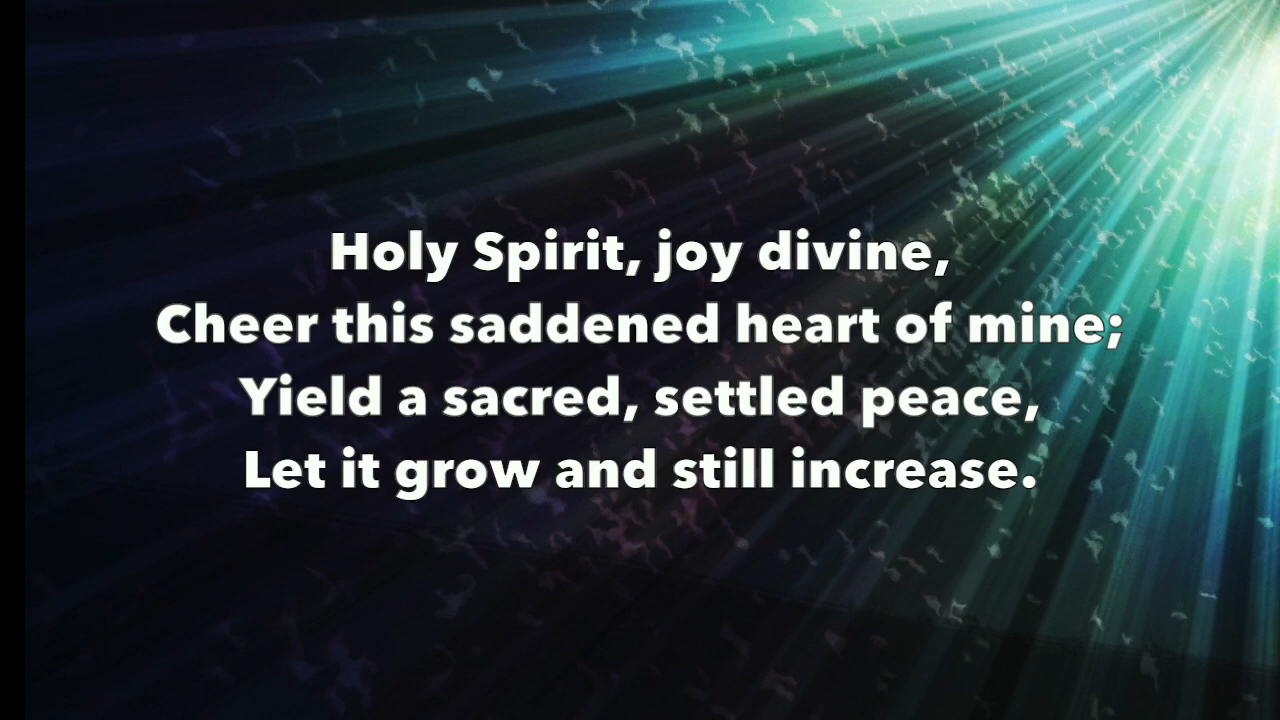 Holy Spirit, joy divine,
Cheer this saddened heart of mine;
Yield a sacred, settled peace,
Let it grow and still increase.